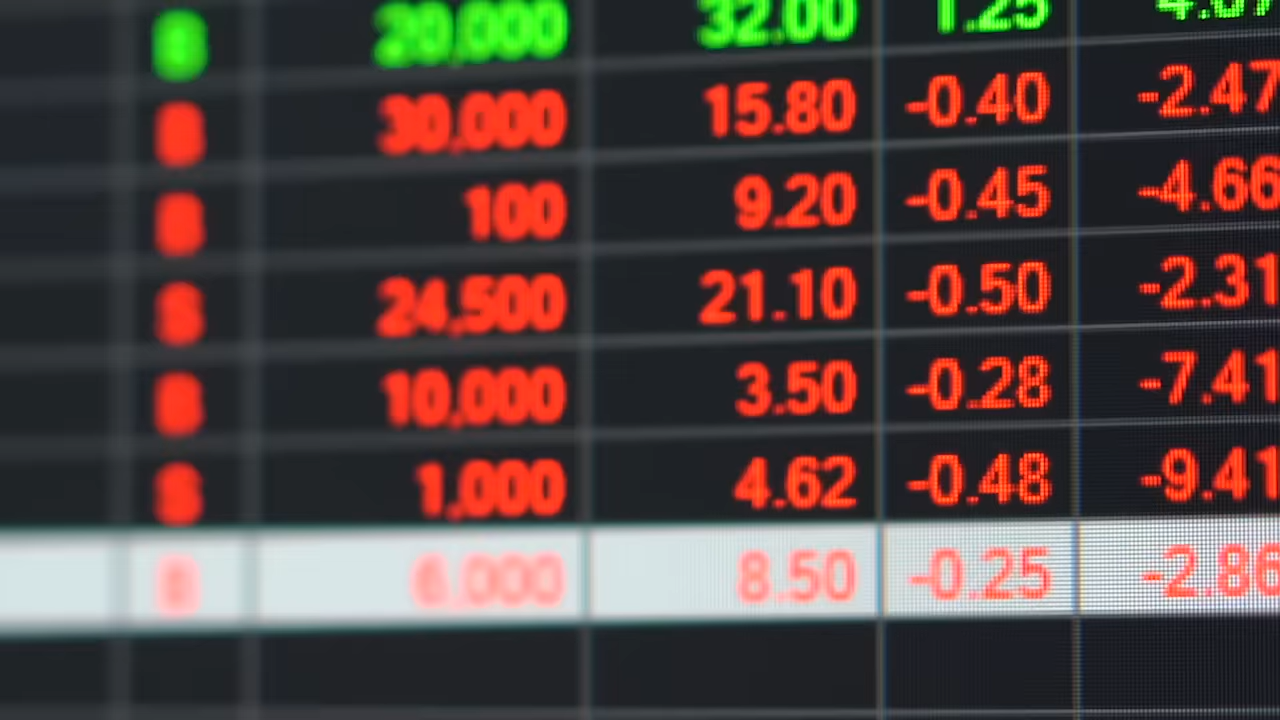 20,000 32.00 1.25 4.07
30,000 15.80 -0.40 -2.47
100 9.20 -0.45 -4.66
S 24,500 21.10 -0.50 -2.31
10,000 3.50 -0.28 -7.41
S 1,000 4.62 -0.48 -9.41
6,000 8.50 -0.25 -2.86